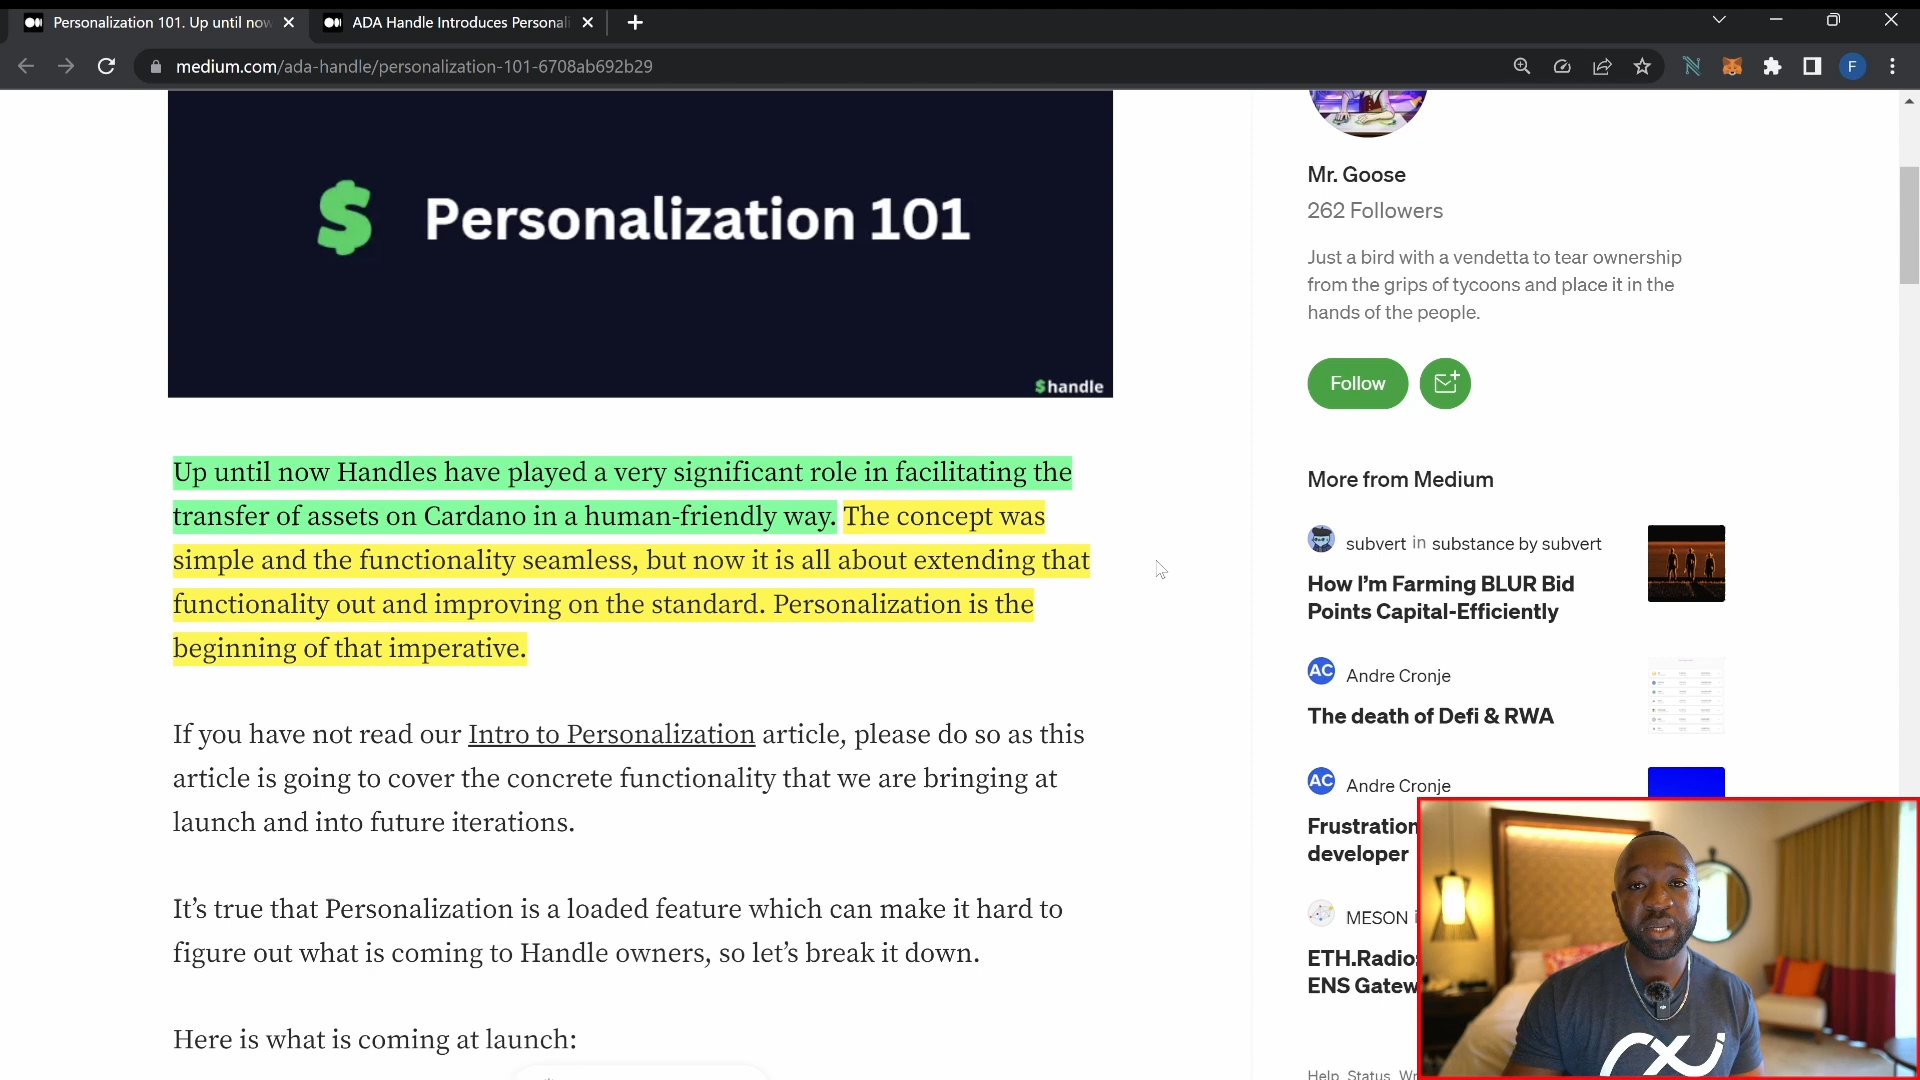 Personalization 101. Up until now
ADA Handle Introduces Personal
medium.com/ada-handle/personalization-101-6708ab692b29
F
$ Personalization 101
$handle
Up until now Handles have played a very significant role in facilitating the
transfer of assets on Cardano in a human-friendly way. The concept was
simple and the functionality seamless, but now it is all about extending that
functionality out and improving on the standard. Personalization is the
beginning of that imperative.
If you have not read our Intro to Personalization article, please do so as this
article is going to cover the concrete functionality that we are bringing at
launch and into future iterations.
It’s true that Personalization is a loaded feature which can make it hard to
figure out what is coming to Handle owners, so let’s break it down.
Here is what is coming at launch:
Mr. Goose
262 Followers
Just a bird with a vendetta to tear ownership
from the grips of tycoons and place it in the
hands of the people.
Follow
More from Medium
subvert in substance by subvert
How I’m Farming BLUR Bid
Points Capital-Efficiently
AC Andre Cronje
The death of Defi & RWA
AC Andre Cronje
Frustration
developer
MESON
ETH.Radio:
ENS Gatew
Help Status